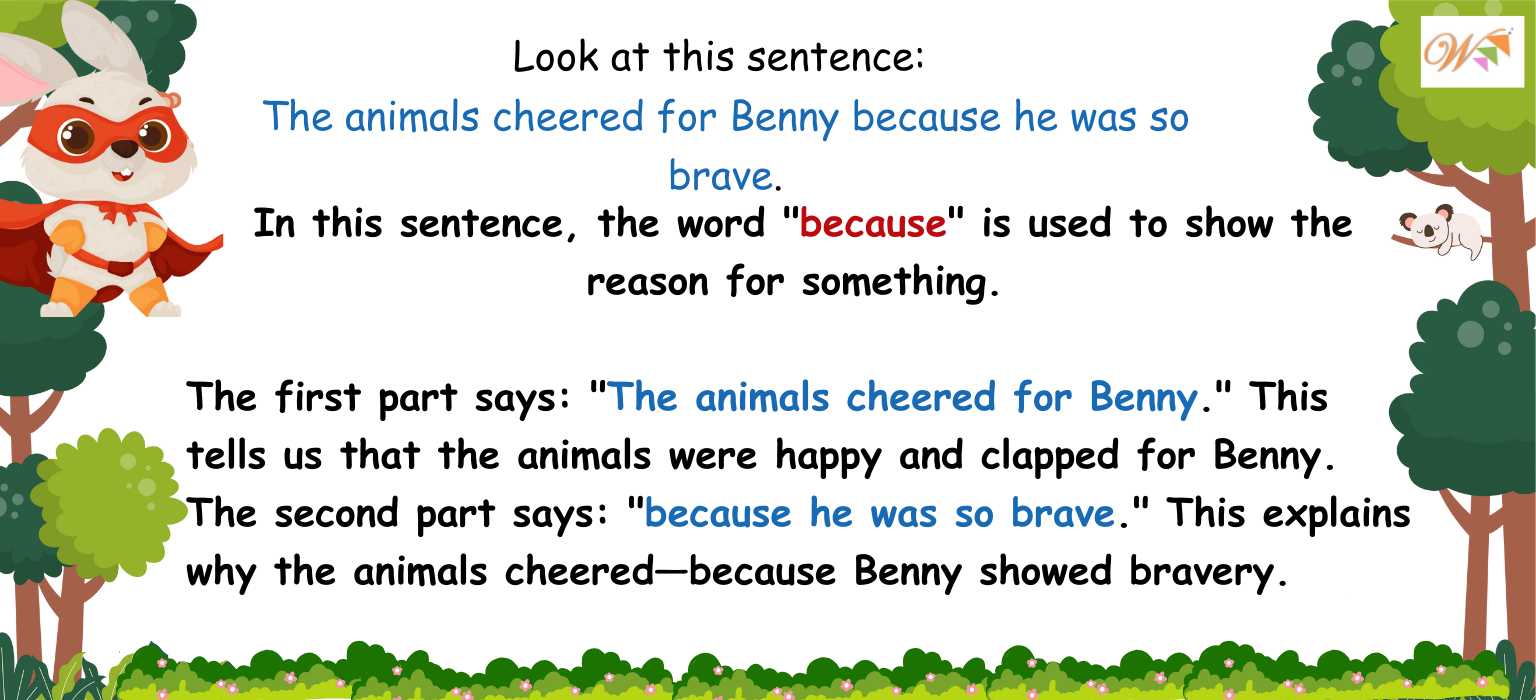 Look at this sentence:
The animals cheered for Benny because he was so
brave.
In this sentence, the word "because" is used to show the
reason for something.
The first part says: "The animals cheered for Benny." This
tells us that the animals were happy and clapped for Benny.
The second part says: "because he was so brave." This explains
why the animals cheered—because Benny showed bravery.